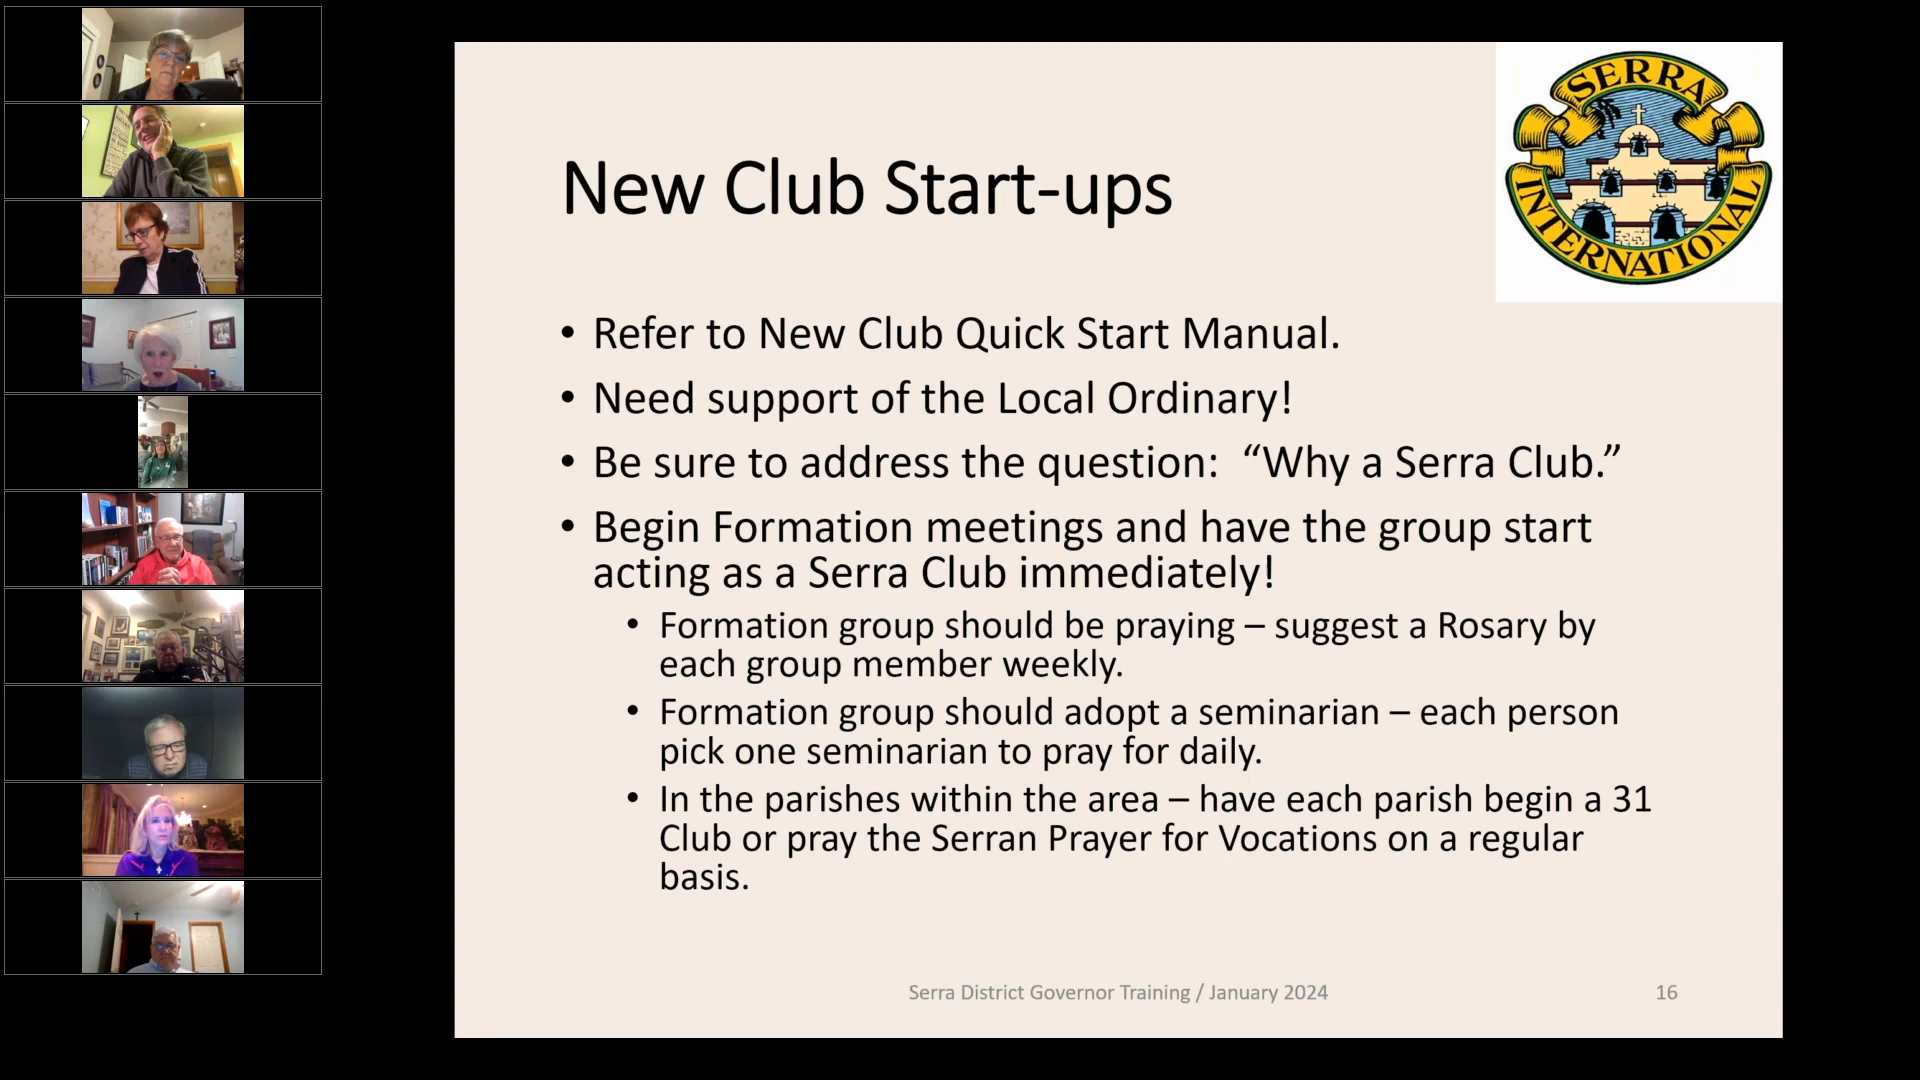 SERRA
INTERNATIONAL
New Club Start-ups
• Refer to New Club Quick Start Manual.
• Need support of the Local Ordinary!
• Be sure to address the question:  “Why a Serra Club.”
• Begin Formation meetings and have the group start
acting as a Serra Club immediately!
• Formation group should be praying – suggest a Rosary by
each group member weekly.
• Formation group should adopt a seminarian – each person
pick one seminarian to pray for daily.
• In the parishes within the area – have each parish begin a 31
Club or pray the Serran Prayer for Vocations on a regular
basis.
Serra District Governor Training / January 2024
16